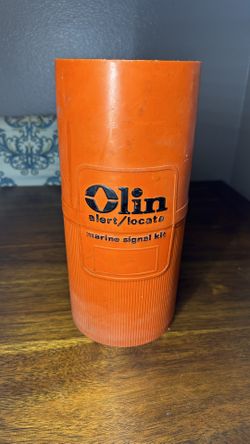 Olin
alert/locate
marine signal kit